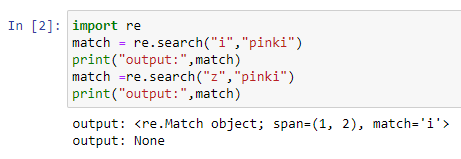 In [2]: import re
match = re.search("i","pinki")
print("output:",match)
match =re.search("z","pinki")
print("output:",match)
output: <re.Match object; span=(1, 2), match='i'>
output: None